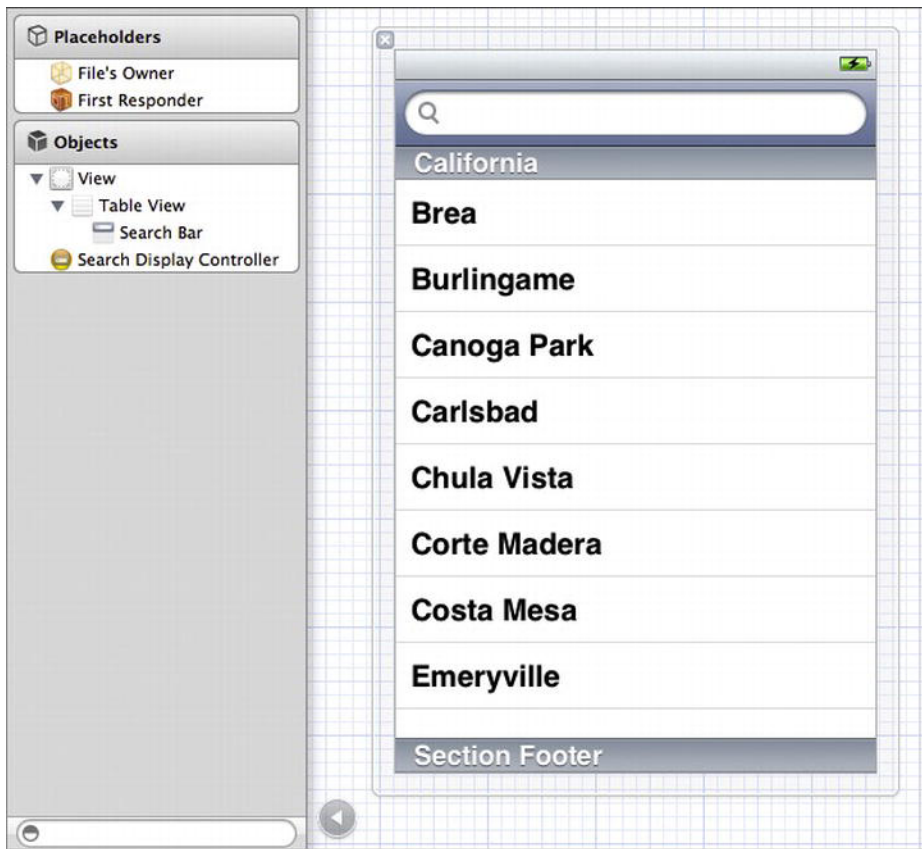 Placeholders
File's Owner
First Responder
Objects
View
Table View
Search Bar
Search Display Controller
California
Brea
Burlingame
Canoga Park
Carlsbad
Chula Vista
Corte Madera
Costa Mesa
Emeryville
Section Footer